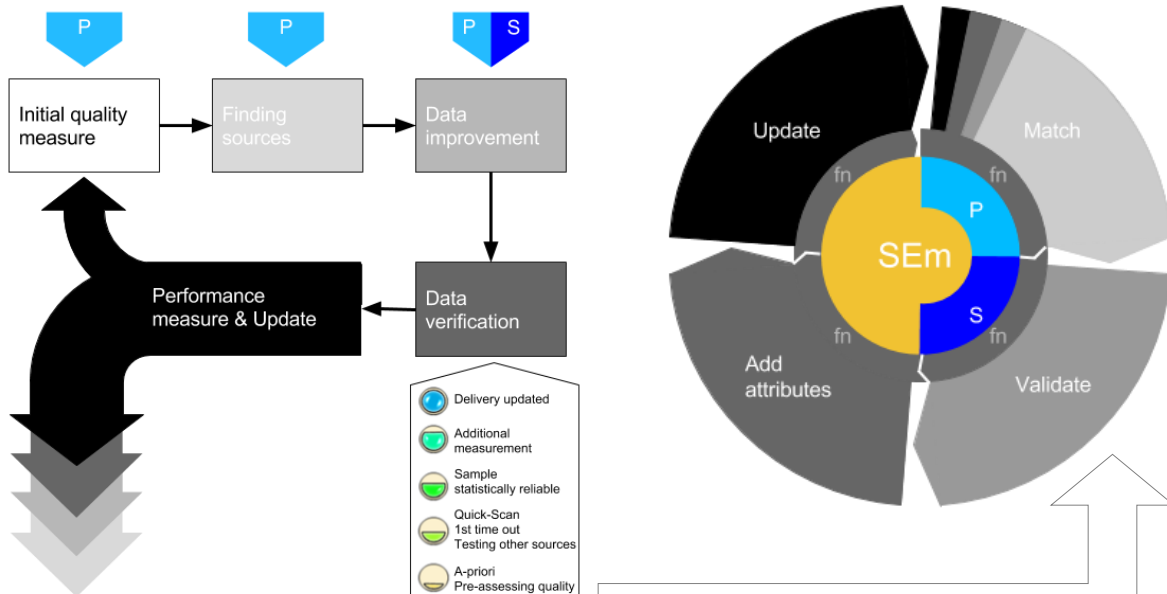 P
P
P S
Initial quality
measure
Finding
sources
Data
improvement
Performance
measure & Update
Data
verification
Delivery updated
Additional
measurement
Sample
statistically reliable
Quick-Scan
1st time out
Testing other sources
A-priori
Pre-assessing quality
Update
Match
fn
fn
P
SEm
S
fn
fn
Add
attributes
Validate